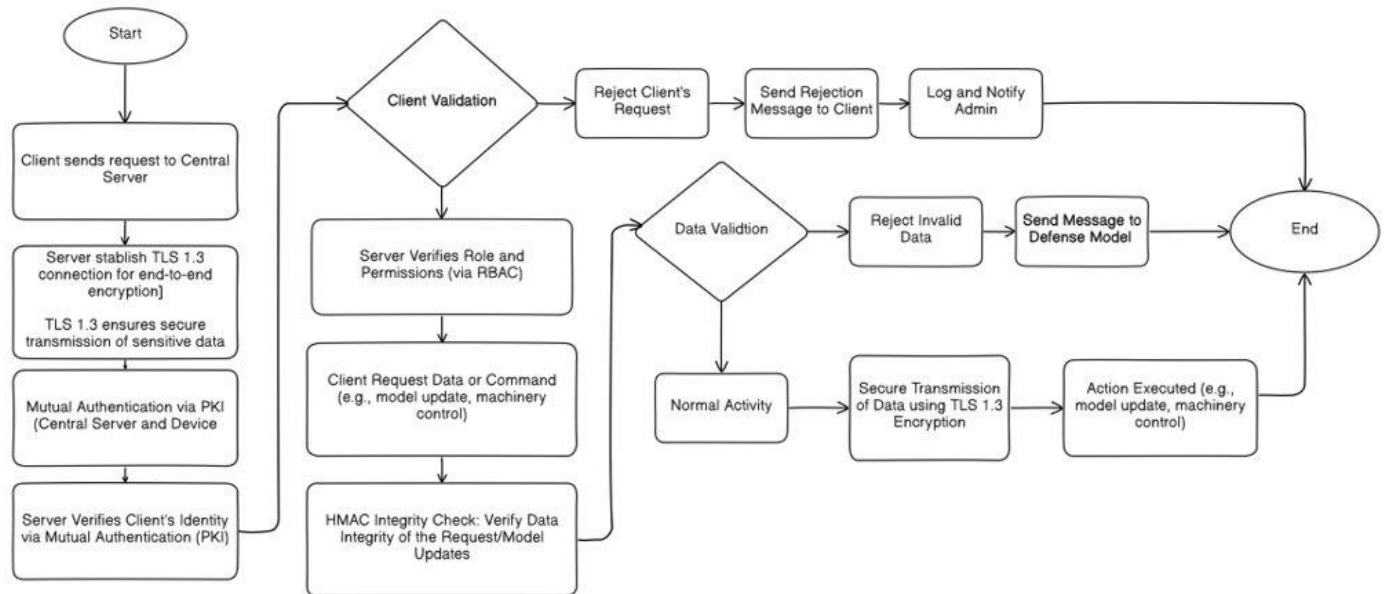 Start
Client sends request to Central
Server
Server stablish TLS 1.3
connection for end-to-end
encryption]
TLS 1.3 ensures secure
transmission of sensitive data
Mutual Authentication via PKI
(Central Server and Device
Server Verifies Client's Identity
via Mutual Authentication (PKI)
Client Validation
Reject Client's
Request
Send Rejection
Message to Client
Log and Notify
Admin
Server Verifies Role and
Permissions (via RBAC)
Client Request Data or Command
(e.g., model update, machinery
control)
HMAC Integrity Check: Verify Data
Integrity of the Request/Model
Updates
Data Validtion
Reject Invalid
Data
Send Message to
Defense Model
Normal Activity
Secure Transmission
of Data using TLS 1.3
Encryption
Action Executed (e.g.,
model update, machinery
control)
End